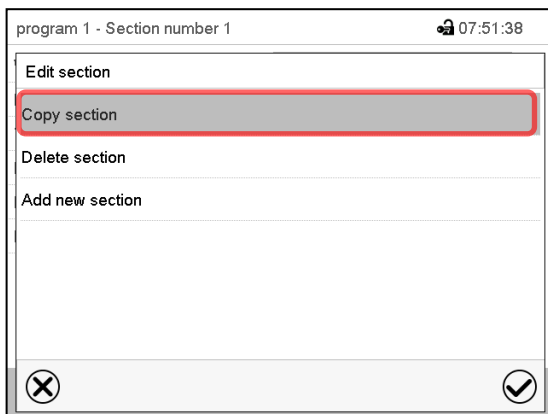 program 1 - Section number 1 07:51:38
Edit section
Copy section
Delete section
Add new section